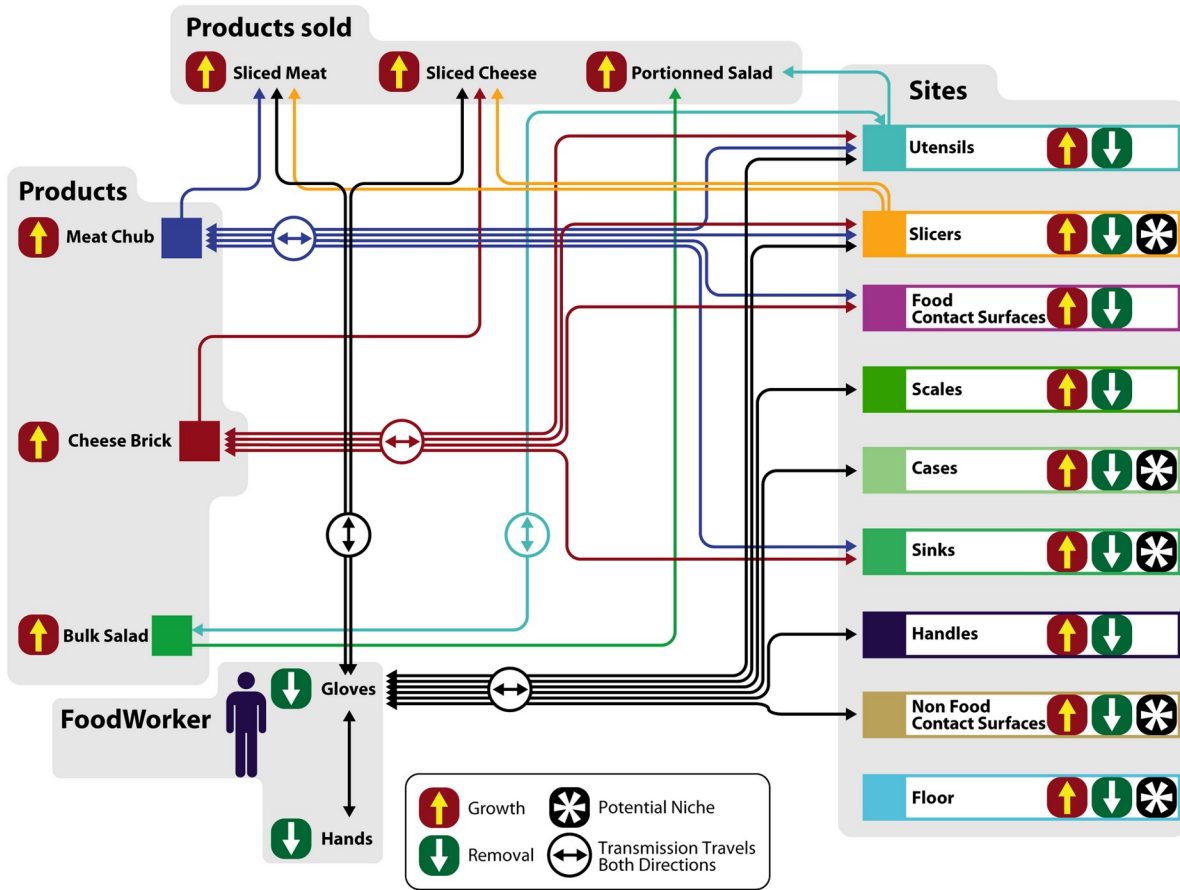 Products sold
Sliced Meat
Sliced Cheese
Portionned Salad
Sites
Utensils
Products
Meat Chub
Slicers
Food
Contact Surfaces
Scales
Cheese Brick
Cases
Sinks
Bulk Salad
Handles
Gloves
FoodWorker
Non Food
Contact Surfaces
Floor
Growth
Potential Niche
Hands
Removal
Transmission Travels
Both Directions